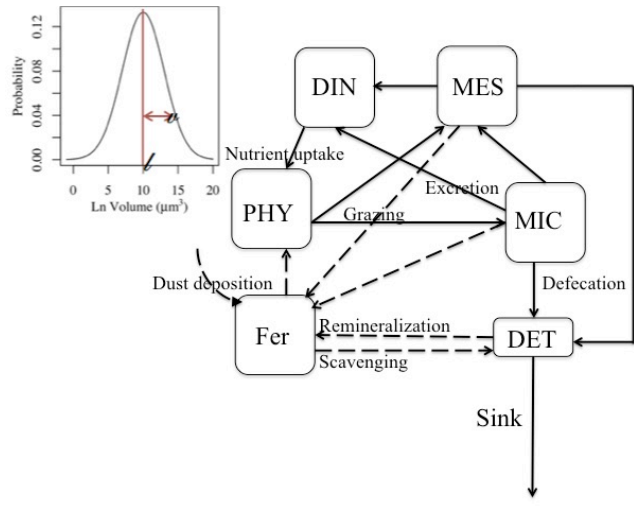 0.12
0.08
0.04
0.00
Probability
0 5 10 15 20
Ln Volume (μm³)
DIN
MES
Nutrient uptake
PHY
Excretion
Grazing
MIC
Dust deposition
Defecation
Fer
Remineralization
DET
Scavenging
Sink